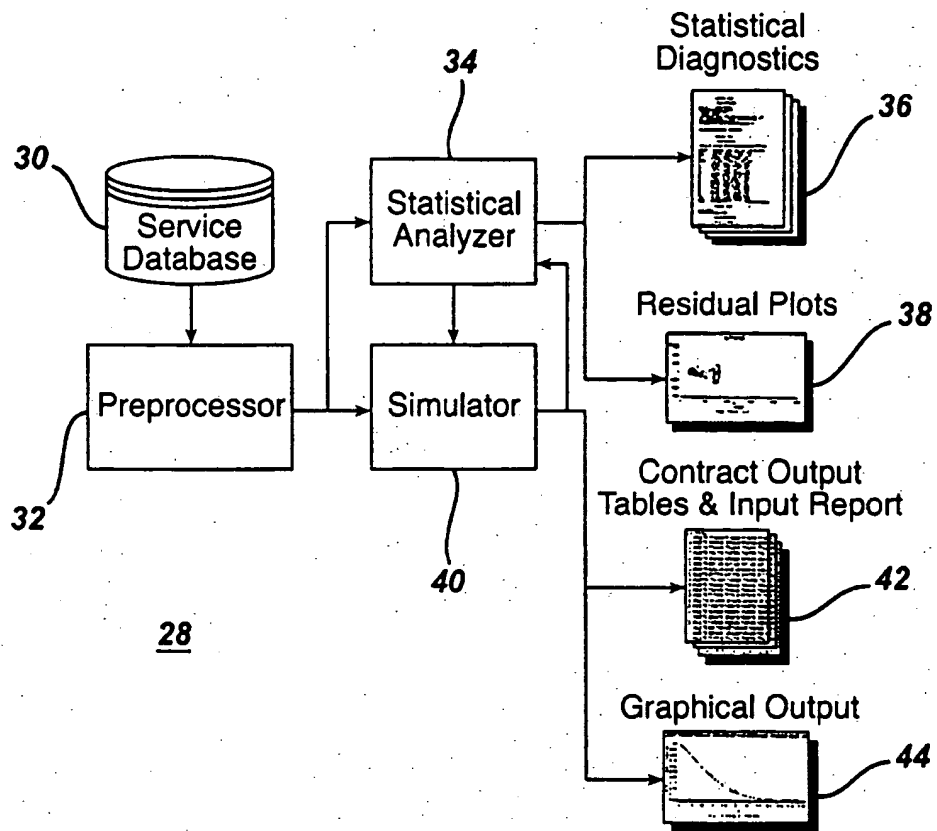 Statistical
Diagnostics
34
36
30
Service
Database
Statistical
Analyzer
Residual Plots
38
Preprocessor
Simulator
Contract Output
Tables & Input Report
32
40
42
28
Graphical Output
44